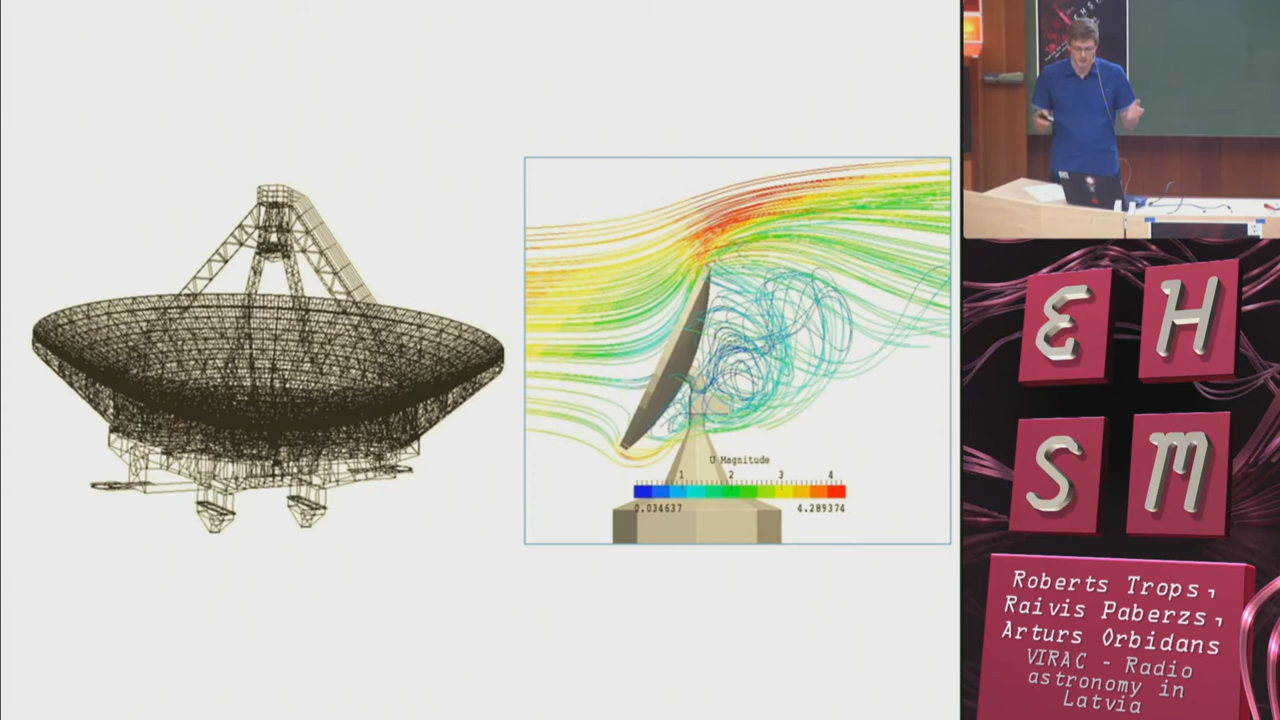 U Magnitude
1 2 3 4
0.034637 4.289374
E H
S M
Roberts Trops,
Raivis Paberzs,
Arturs Orbidans
VIRAC - Radio
astronomy in
Latvia